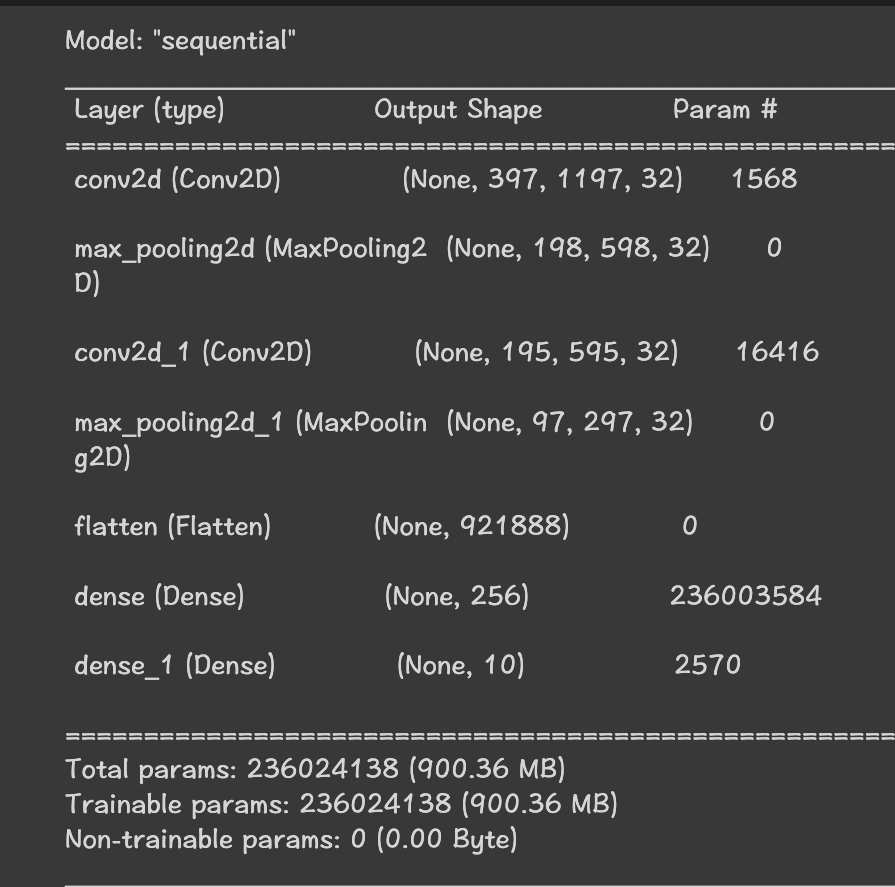 Model: "sequential"
Layer (type) Output Shape Param #
=====================================================
conv2d (Conv2D) (None, 397, 1197, 32) 1568
max_pooling2d (MaxPooling2 (None, 198, 598, 32) 0
D)
conv2d_1 (Conv2D) (None, 195, 595, 32) 16416
max_pooling2d_1 (MaxPoolin (None, 97, 297, 32) 0
g2D)
flatten (Flatten) (None, 921888) 0
dense (Dense) (None, 256) 236003584
dense_1 (Dense) (None, 10) 2570
=====================================================
Total params: 236024138 (900.36 MB)
Trainable params: 236024138 (900.36 MB)
Non-trainable params: 0 (0.00 Byte)